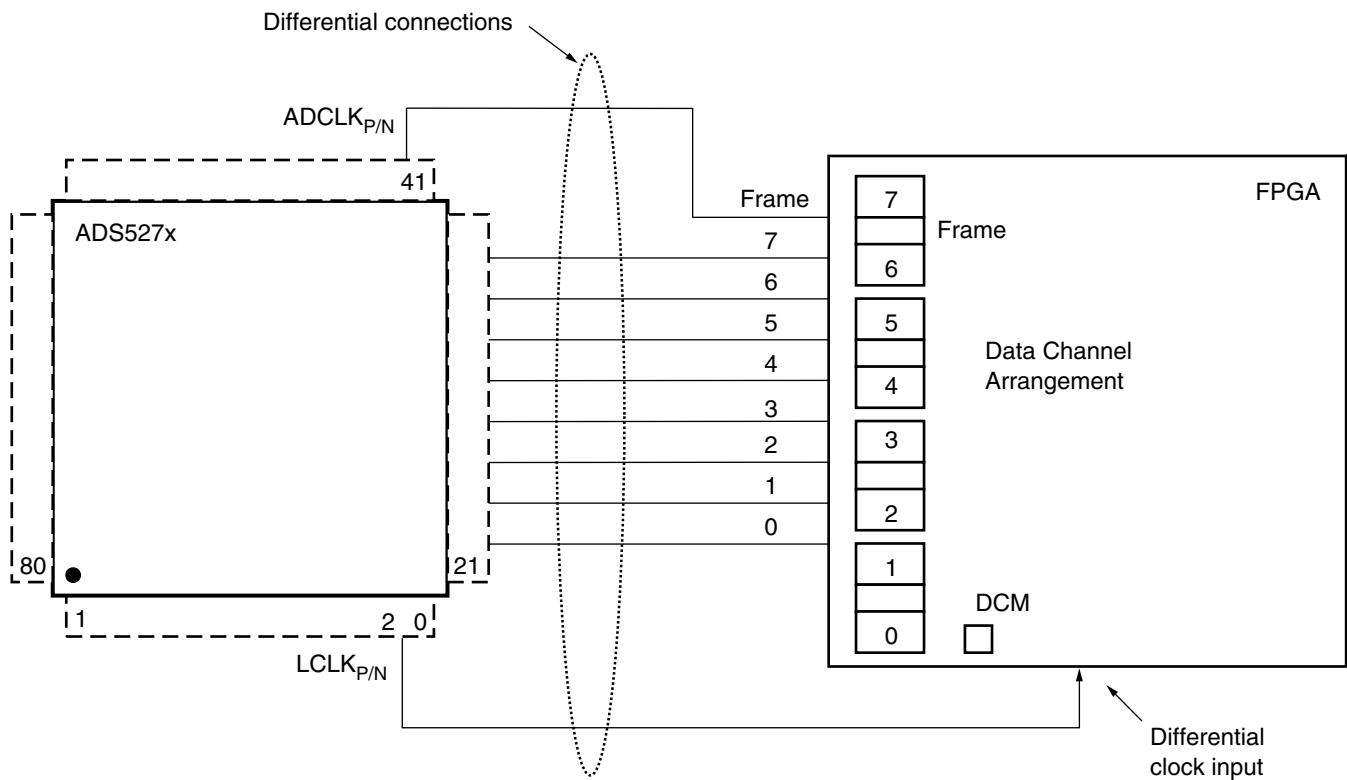 Differential connections
ADCLKP/N
41
ADS527x
80
21
1
2 0
LCLKP/N
Frame
7
6
5
4
3
2
1
0
FPGA
7
Frame
6
5
4
Data Channel
Arrangement
3
2
1
0
DCM
Differential
clock input